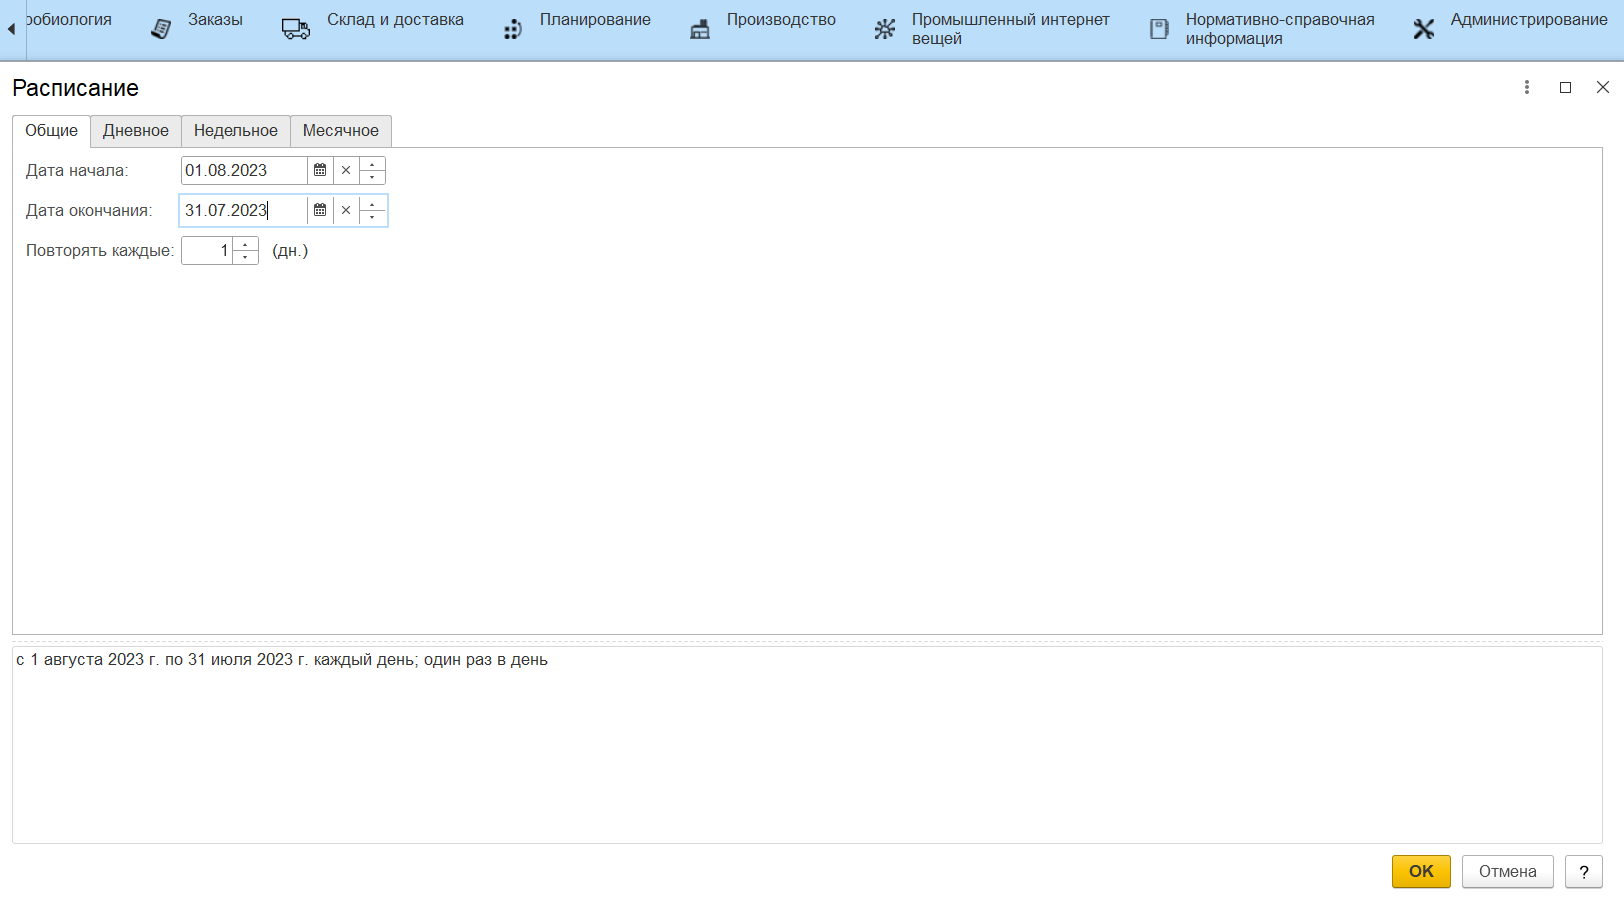 робиология
Заказы
Склад и доставка
Планирование
Производство
Промышленный интернет
вещей
Нормативно-справочная
информация
Администрирование
Расписание
Общие
Дневное
Недельное
Месячное
Дата начала: 01.08.2023
Дата окончания: 31.07.2023
Повторять каждые: 1 (дн.)
с 1 августа 2023 г. по 31 июля 2023 г. каждый день; один раз в день
OK
Отмена
?